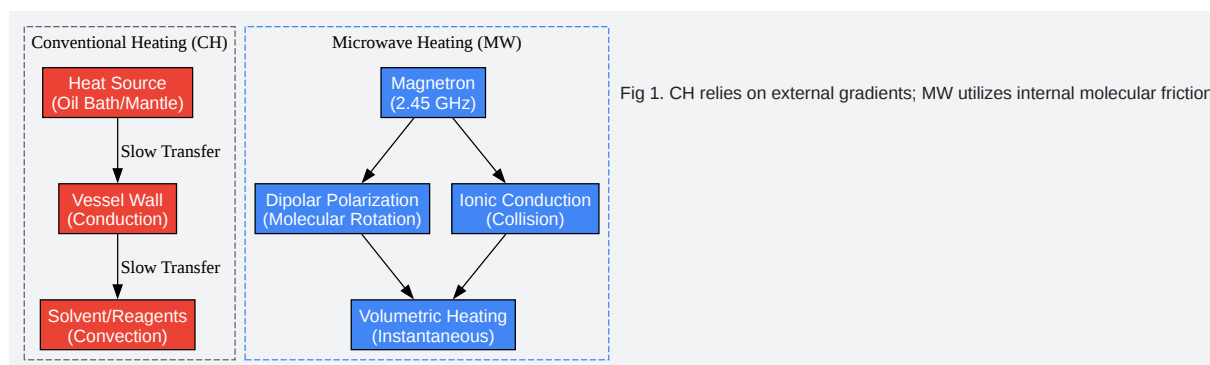 Conventional Heating (CH)
Heat Source
(Oil Bath/Mantle)
Slow Transfer
Vessel Wall
(Conduction)
Slow Transfer
Solvent/Reagents
(Convection)
Microwave Heating (MW)
Magnetron
(2.45 GHz)
Dipolar Polarization
(Molecular Rotation)
Ionic Conduction
(Collision)
Volumetric Heating
(Instantaneous)
Fig 1. CH relies on external gradients; MW utilizes internal molecular friction